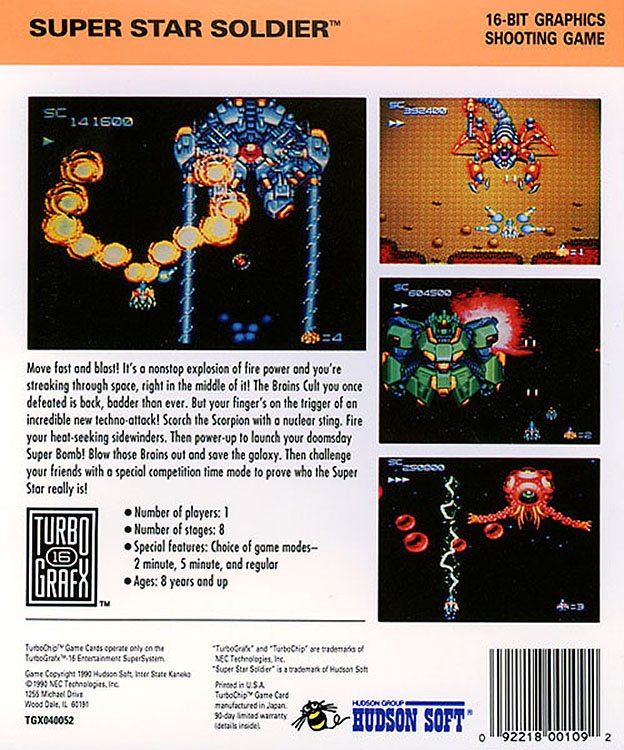 SUPER STAR SOLDIER™
16-BIT GRAPHICS
SHOOTING GAME
SC 141600
=4
SC 392400
=1
SC 604500
=2
SC 250800
=3
Move fast and blast! It's a nonstop explosion of fire power and you're
streaking through space, right in the middle of it! The Brains Cult you once
defeated is back, badder than ever. But your finger's on the trigger of an
incredible new techno-attack! Scorch the Scorpion with a nuclear sting. Fire
your heat-seeking sidewinders. Then power-up to launch your doomsday
Super Bomb! Blow those Brains out and save the galaxy. Then challenge
your friends with a special competition time mode to prove who the Super
Star really is!
TURBO
16
GRAFX
™
• Number of players: 1
• Number of stages: 8
• Special features: Choice of game modes–
2 minute, 5 minute, and regular
• Ages: 8 years and up
TurboChip™ Game Cards operate only on the
TurboGrafx™-16 Entertainment SuperSystem.
Game Copyright 1990 Hudson Soft, Inter State Kaneko
© 1990 NEC Technologies, Inc.
1255 Michael Drive
Wood Dale, IL 60191
TGX040052
"TurboGrafx" and "TurboChip" are trademarks of
NEC Technologies, Inc.
"Super Star Soldier" is a trademark of Hudson Soft
Printed in U.S.A.
TurboChip™ Game Card
manufactured in Japan.
90-day limited warranty
(details inside).
HUDSON GROUP
HUDSON SOFT®
0 92218 00109 2